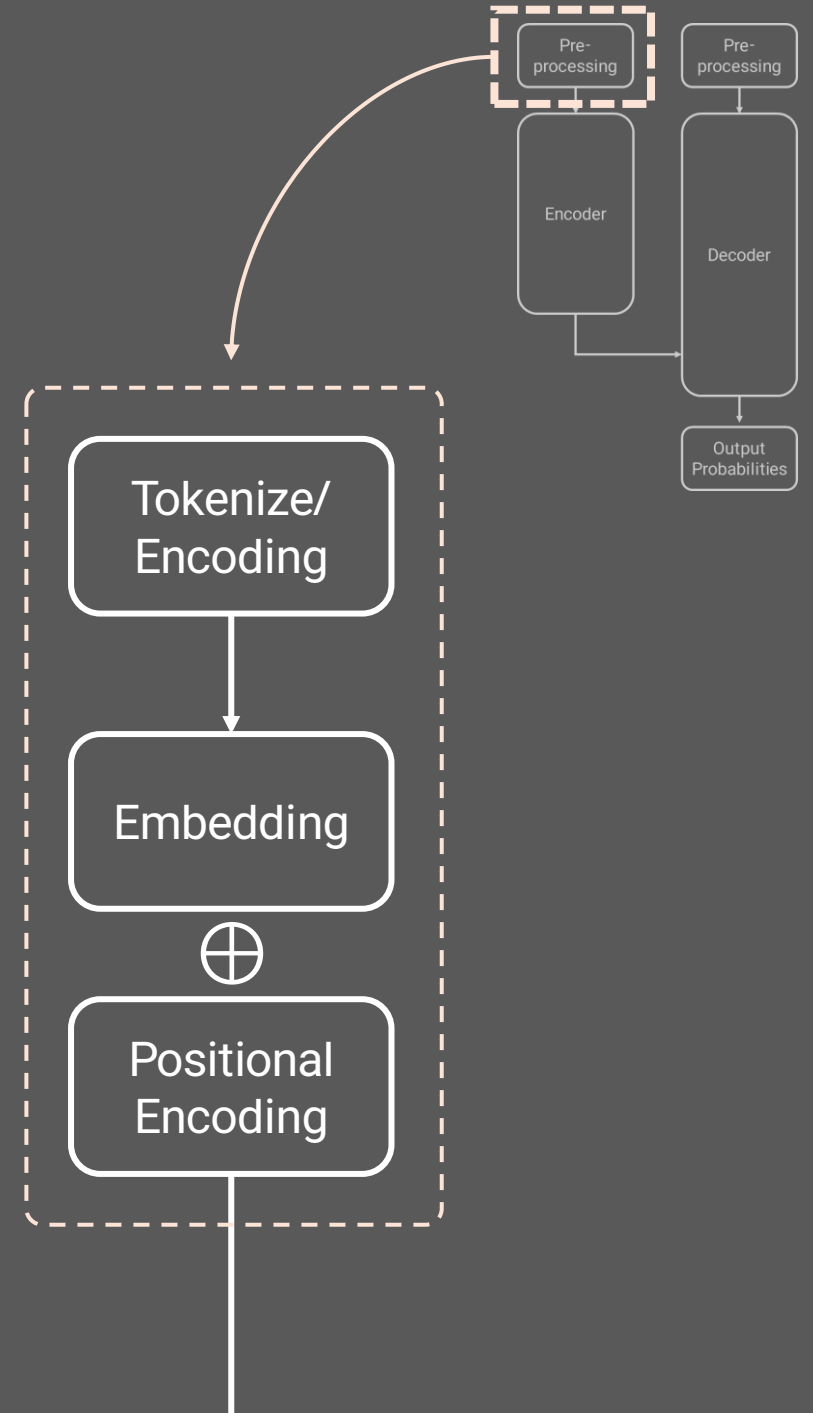 Pre-
processing
Pre-
processing
Encoder
Decoder
Output
Probabilities
Tokenize/
Encoding
Embedding
Positional
Encoding